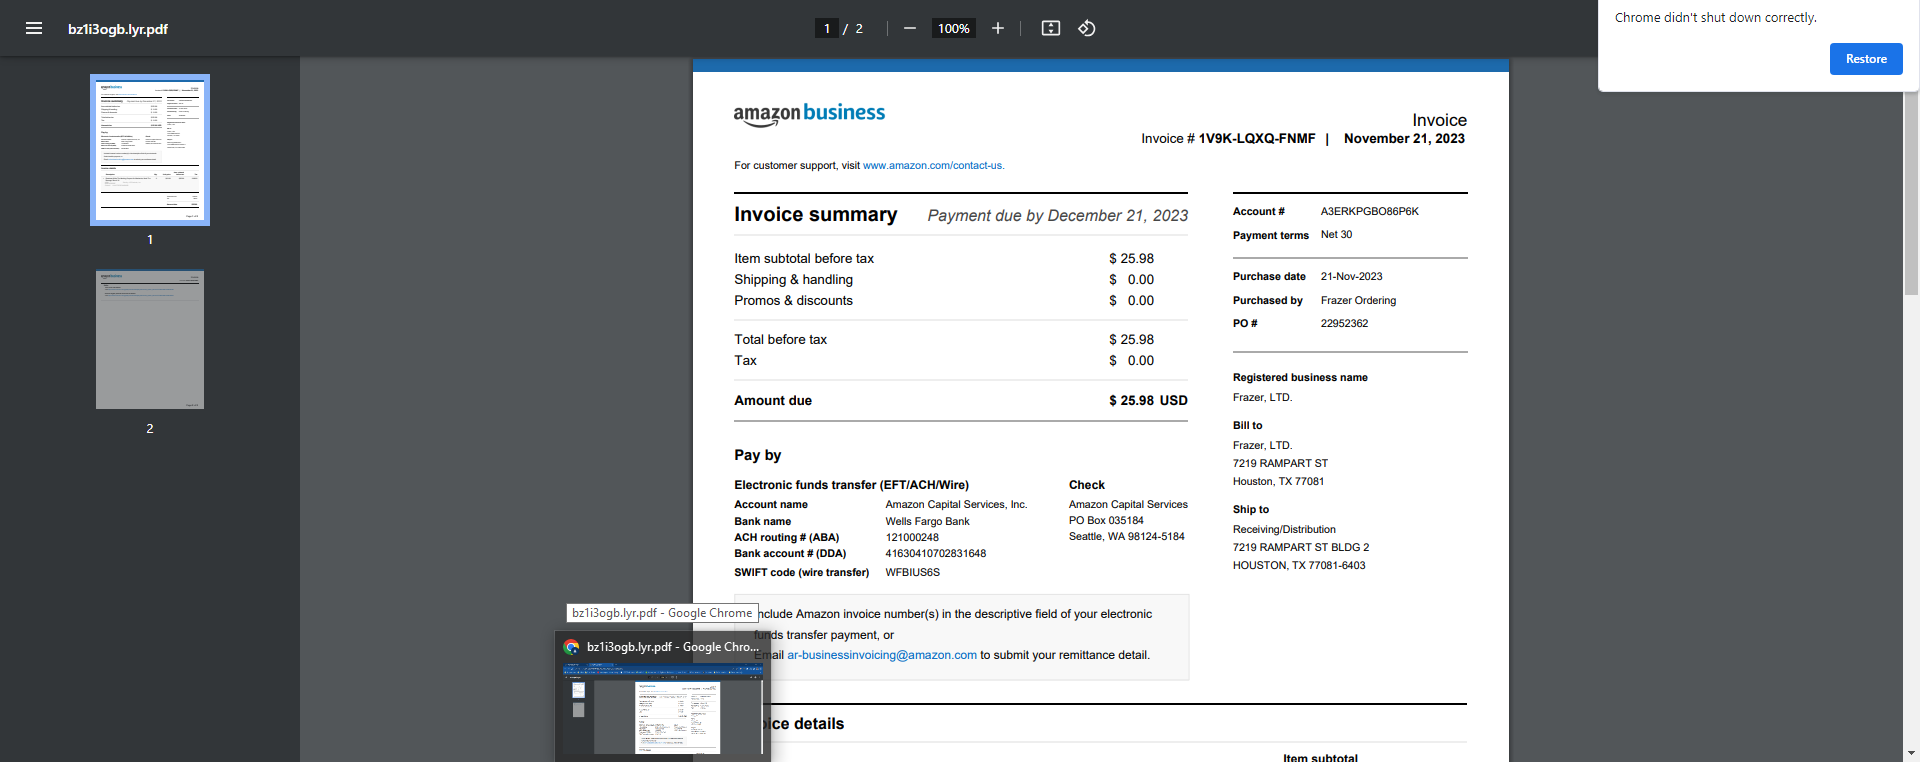 bz1i3ogb.lyr.pdf
1 / 2
100%
Chrome didn't shut down correctly.
Restore
1
2
amazon business
Invoice
Invoice # 1V9K-LQXQ-FNMF | November 21, 2023
For customer support, visit www.amazon.com/contact-us.
Invoice summary Payment due by December 21, 2023
Item subtotal before tax $ 25.98
Shipping & handling $ 0.00
Promos & discounts $ 0.00
Total before tax $ 25.98
Tax $ 0.00
Amount due $ 25.98 USD
Account # A3ERKPGBO86P6K
Payment terms Net 30
Purchase date 21-Nov-2023
Purchased by Frazer Ordering
PO # 22952362
Registered business name
Frazer, LTD.
Bill to
Frazer, LTD.
7219 RAMPART ST
Houston, TX 77081
Ship to
Receiving/Distribution
7219 RAMPART ST BLDG 2
HOUSTON, TX 77081-6403
Pay by
Electronic funds transfer (EFT/ACH/Wire)
Account name Amazon Capital Services, Inc.
Bank name Wells Fargo Bank
ACH routing # (ABA) 121000248
Bank account # (DDA) 41630410702831648
SWIFT code (wire transfer) WFBIUS6S
Check
Amazon Capital Services
PO Box 035184
Seattle, WA 98124-5184
nclude Amazon invoice number(s) in the descriptive field of your electronic
funds transfer payment, or
Email ar-businessinvoicing@amazon.com to submit your remittance detail.
bz1i3ogb.lyr.pdf - Google Chrome
bz1i3ogb.lyr.pdf - Google Chro...
oice details
Item subtotal